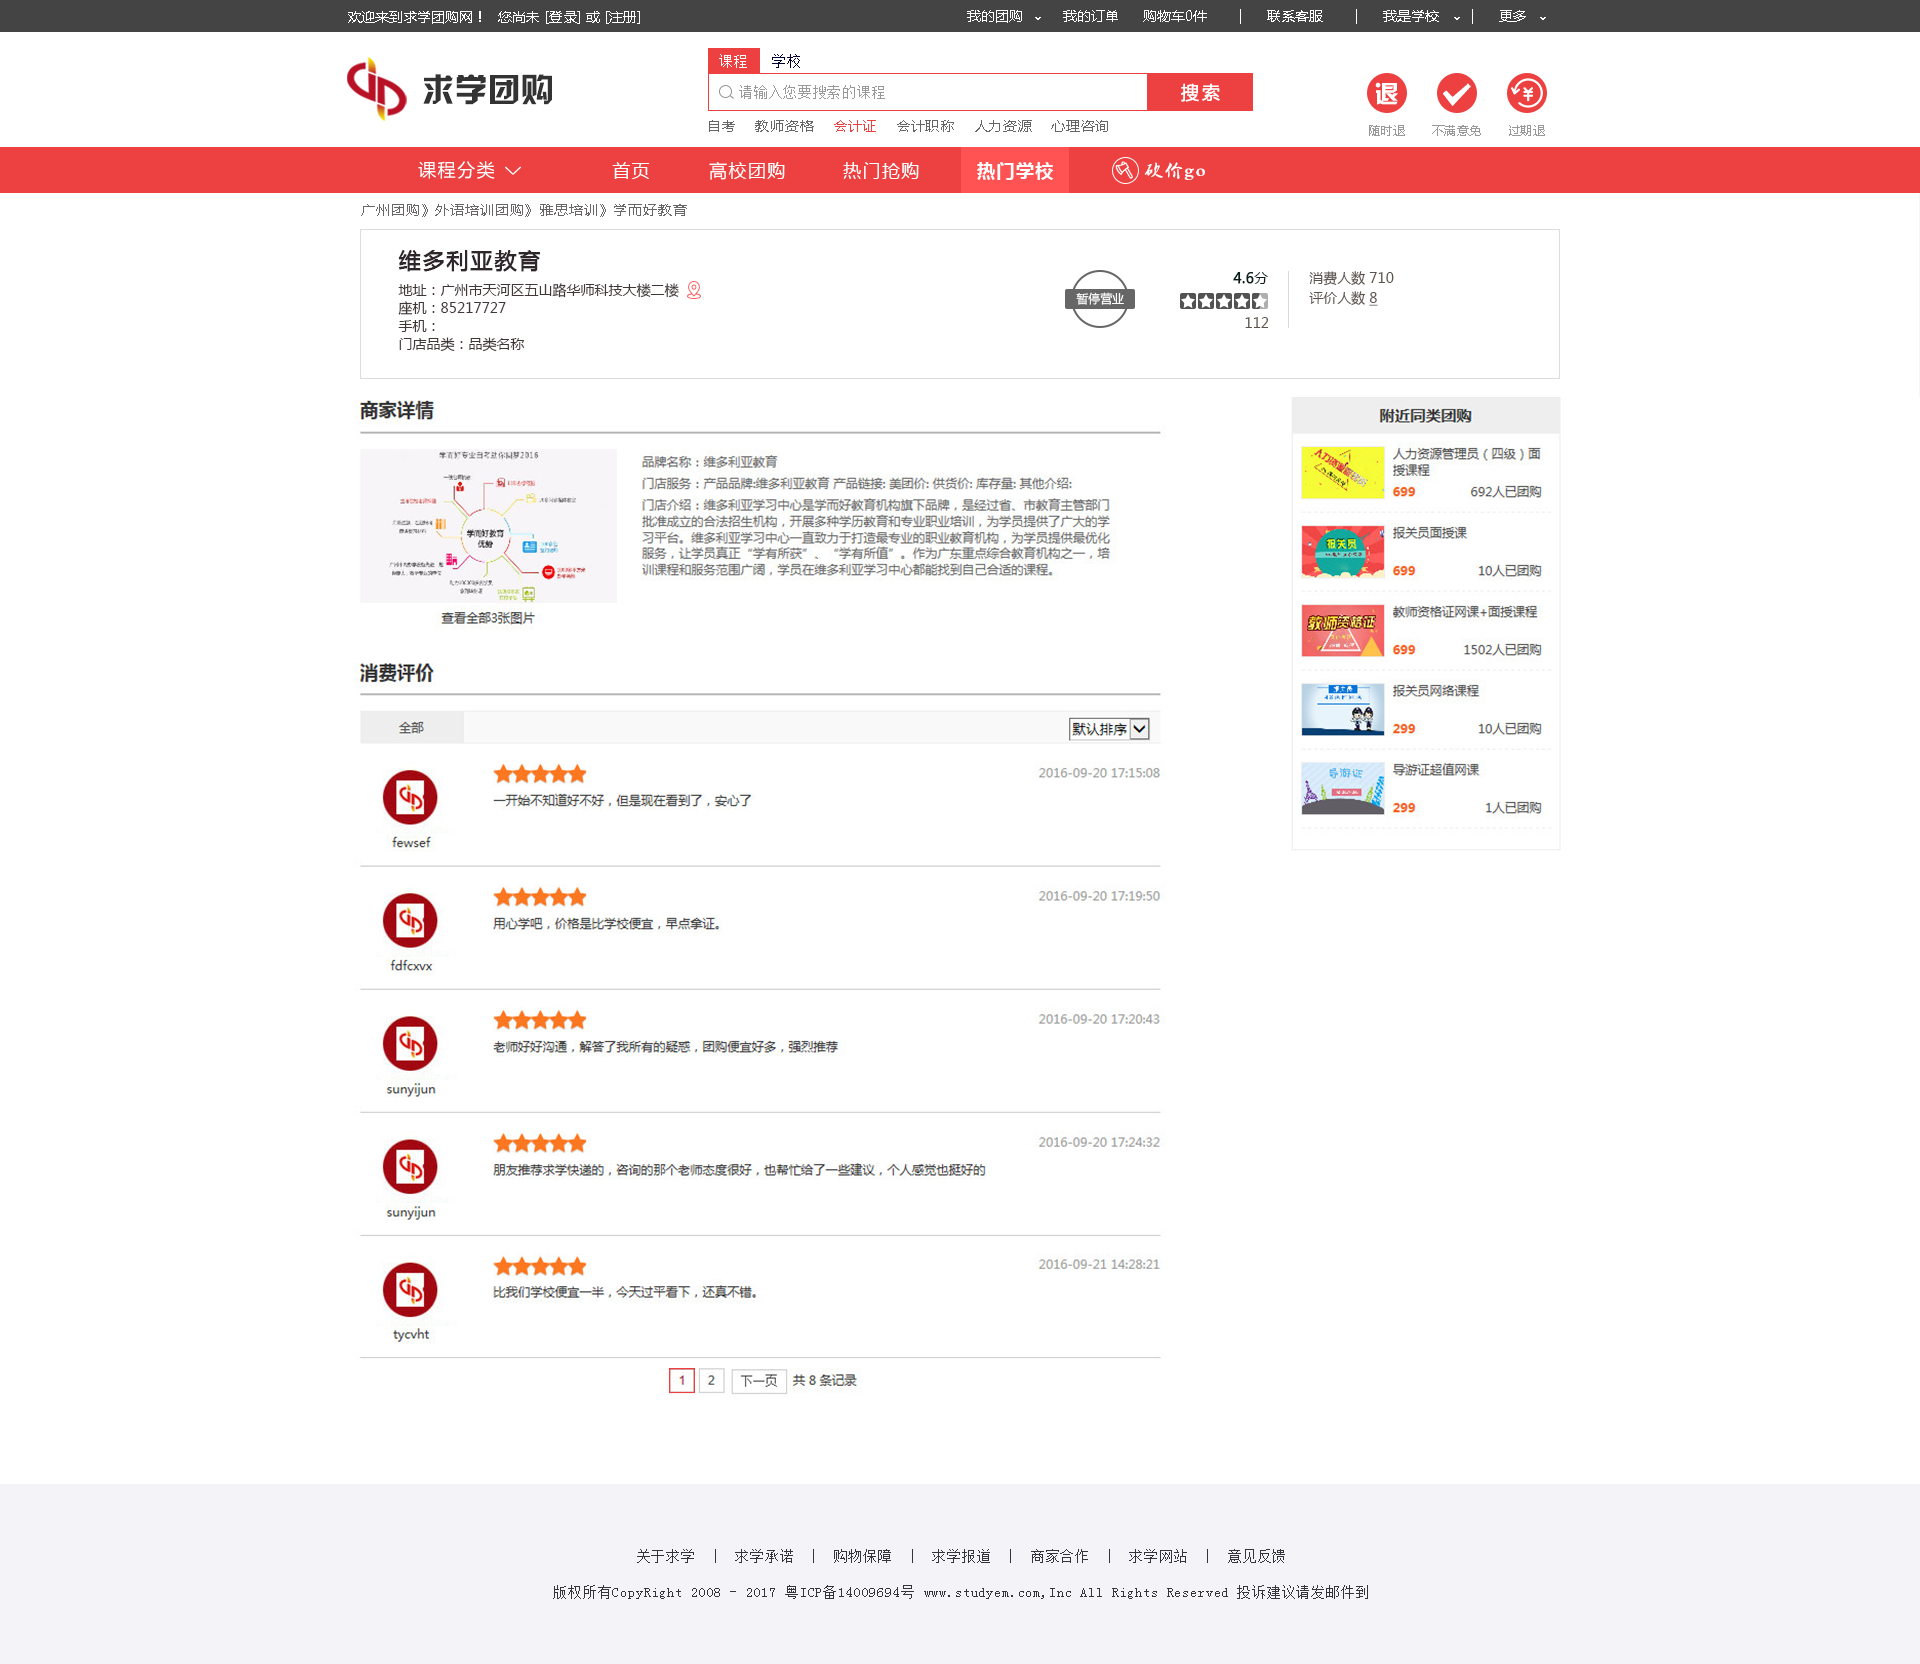 欢迎来到求学团购网！ 您尚未 [登录] 或 [注册]
我的团购 我的订单 购物车0件 | 联系客服 | 我是学校 | 更多
求学团购
课程 学校
请输入您要搜索的课程 搜索
自考 教师资格 会计证 会计职称 人力资源 心理咨询
退
随时退 不满意免 过期退
课程分类 首页 高校团购 热门抢购 热门学校 砍价go
广州团购》外语培训团购》雅思培训》学而好教育
维多利亚教育
地址：广州市天河区五山路华师科技大楼二楼
座机：85217727
手机：
门店品类：品类名称
暂停营业
4.6分
112
消费人数 710
评价人数 8
商家详情
学而好专业自考助你圆梦2016
学而好教育
优势
查看全部3张图片
品牌名称：维多利亚教育
门店服务：产品品牌:维多利亚教育 产品链接: 美团价: 供货价: 库存量: 其他介绍:
门店介绍：维多利亚学习中心是学而好教育机构旗下品牌，是经过省、市教育主管部门
批准成立的合法招生机构，开展多种学历教育和专业职业培训，为学员提供了广大的学
习平台。维多利亚学习中心一直致力于打造最专业的职业教育机构，为学员提供最优化
服务，让学员真正“学有所获”、“学有所值”。作为广东重点综合教育机构之一，培
训课程和服务范围广阔，学员在维多利亚学习中心都能找到自己合适的课程。
附近同类团购
人力资源管理员（四级）面
授课程
699 692人已团购
报关员
报关员面授课
699 10人已团购
教师资格证
教师资格证网课+面授课程
699 1502人已团购
报关员网络课程
299 10人已团购
导游证
导游证超值网课
299 1人已团购
消费评价
全部 默认排序
2016-09-20 17:15:08
一开始不知道好不好，但是现在看到了，安心了
fewsef
2016-09-20 17:19:50
用心学吧，价格是比学校便宜，早点拿证。
fdfcxvx
2016-09-20 17:20:43
老师好好沟通，解答了我所有的疑惑，团购便宜好多，强烈推荐
sunyijun
2016-09-20 17:24:32
朋友推荐求学快递的，咨询的那个老师态度很好，也帮忙给了一些建议，个人感觉也挺好的
sunyijun
2016-09-21 14:28:21
比我们学校便宜一半，今天过平看下，还真不错。
tycvht
1 2 下一页 共 8 条记录
关于求学 | 求学承诺 | 购物保障 | 求学报道 | 商家合作 | 求学网站 | 意见反馈
版权所有CopyRight 2008 - 2017 粤ICP备14009694号 www.studyem.com,Inc All Rights Reserved 投诉建议请发邮件到